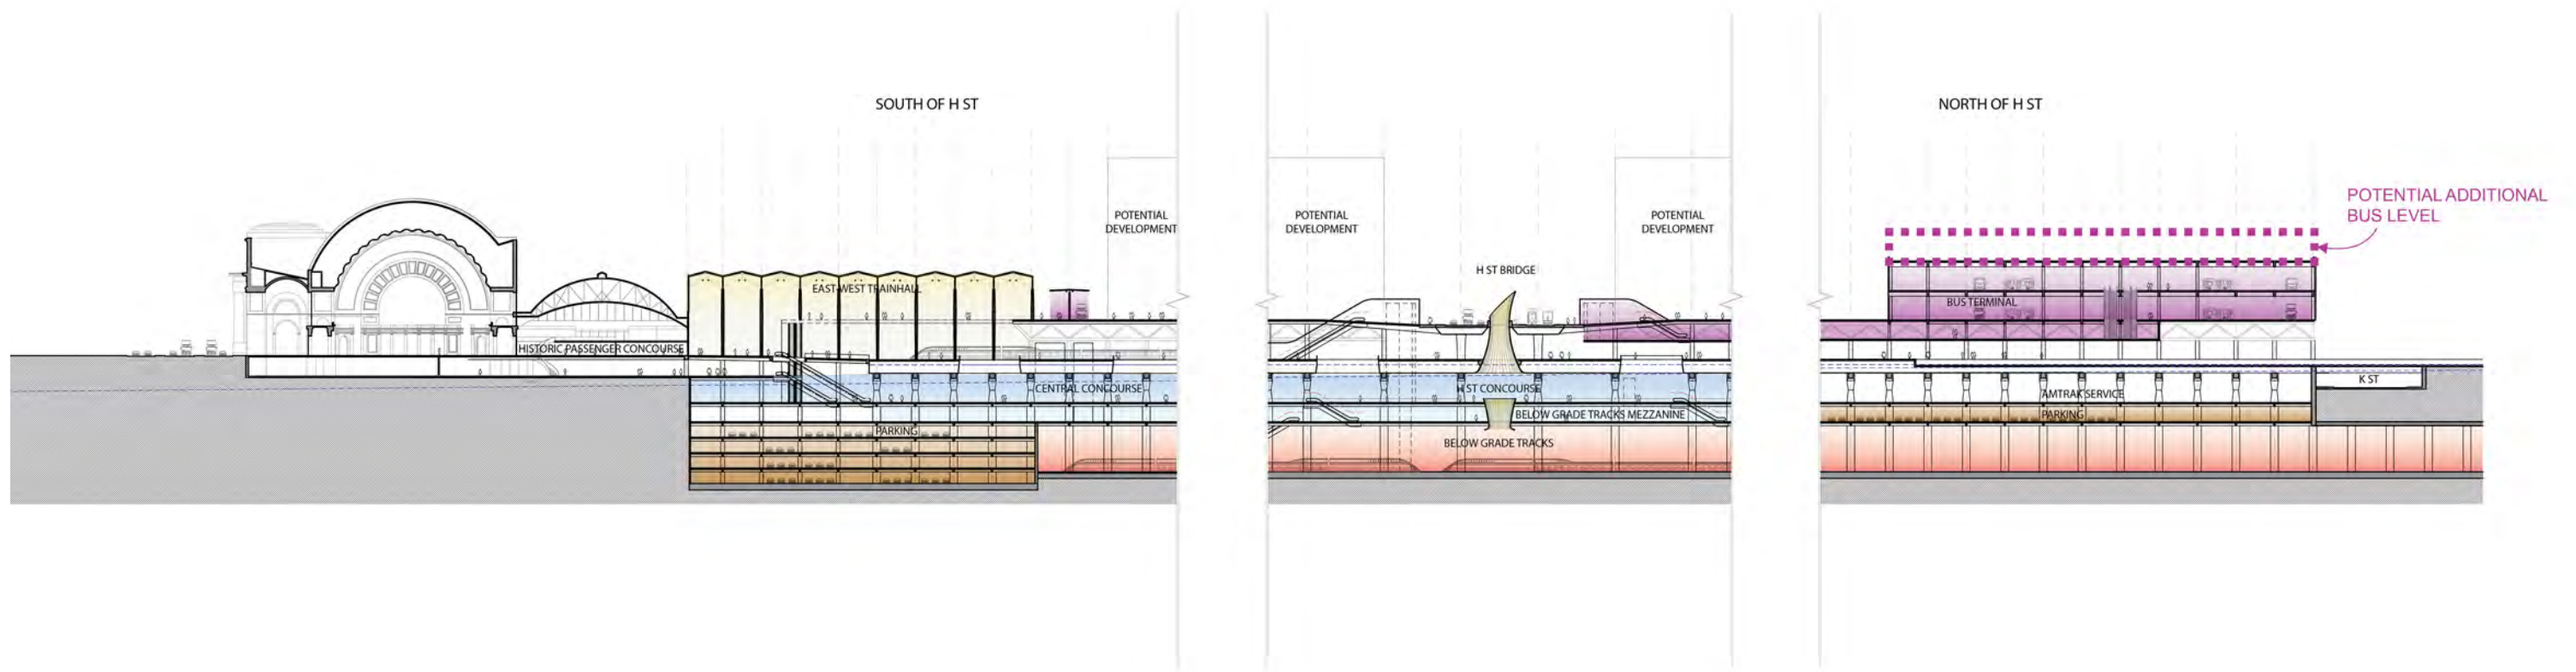 SOUTH OF H ST
NORTH OF H ST
POTENTIAL ADDITIONAL
BUS LEVEL
POTENTIAL
DEVELOPMENT
POTENTIAL
DEVELOPMENT
POTENTIAL
DEVELOPMENT
H ST BRIDGE
EAST-WEST TRAINHALL
BUS TERMINAL
HISTORIC PASSENGER CONCOURSE
CENTRAL CONCOURSE
H ST CONCOURSE
K ST
AMTRAK SERVICE
BELOW GRADE TRACKS MEZZANINE
PARKING
PARKING
BELOW GRADE TRACKS